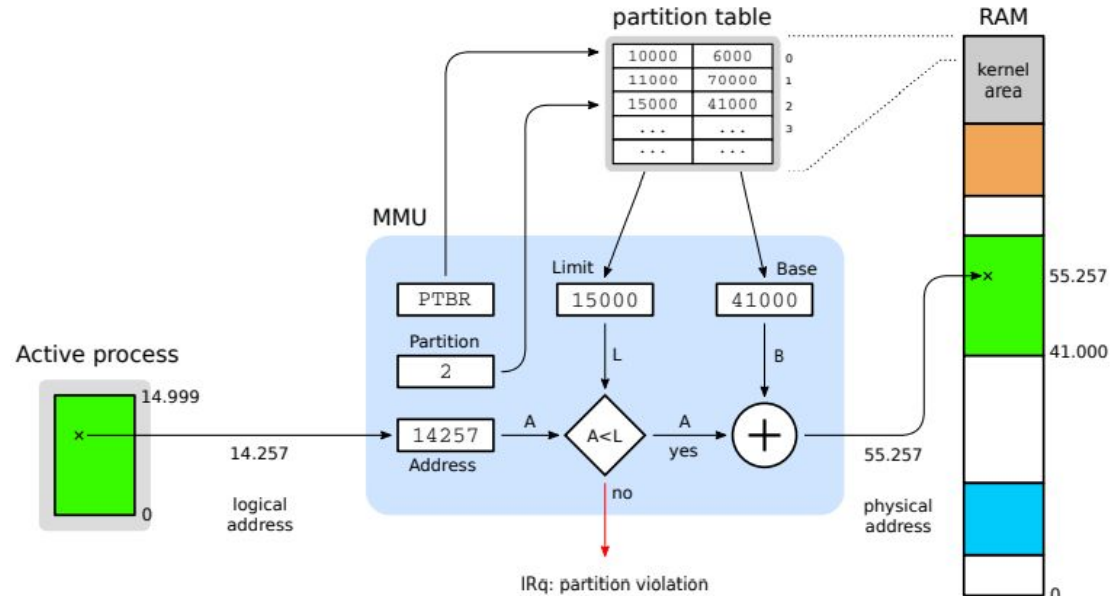 partition table
RAM
10000 6000 0
11000 70000 1
15000 41000 2
... ... 3
... ...
kernel
area
MMU
Limit
Base
PTBR
15000
41000
55.257
Partition
2
L
B
Active process
41.000
14.999
14257
A
A<L
A
yes
+
14.257
Address
55.257
no
logical
address
physical
address
0
IRq: partition violation
0